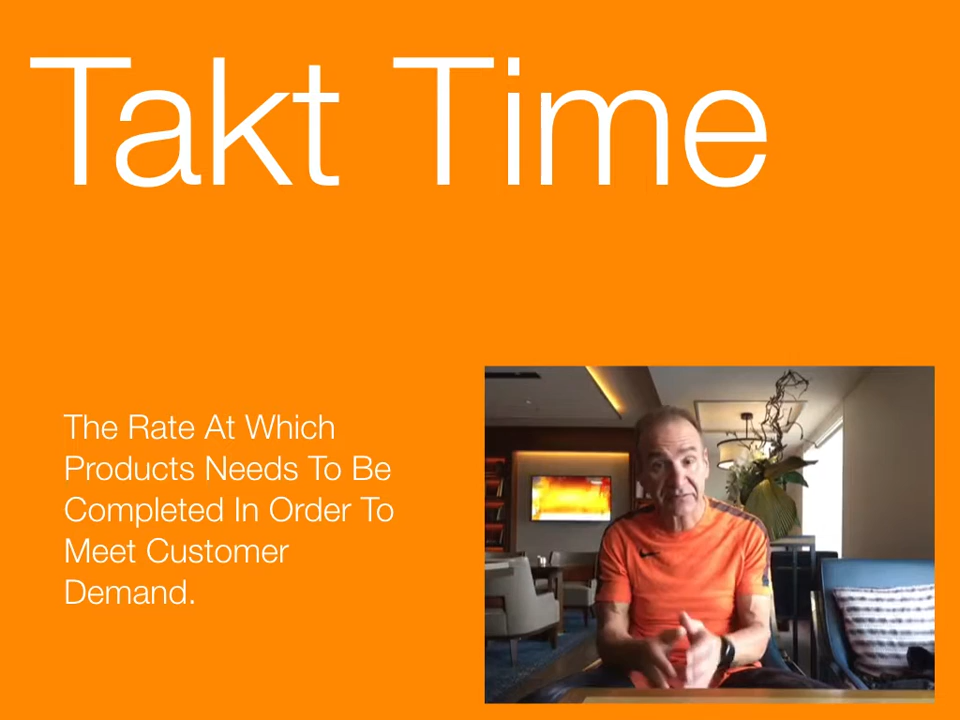 Takt Time
The Rate At Which
Products Needs To Be
Completed In Order To
Meet Customer
Demand.